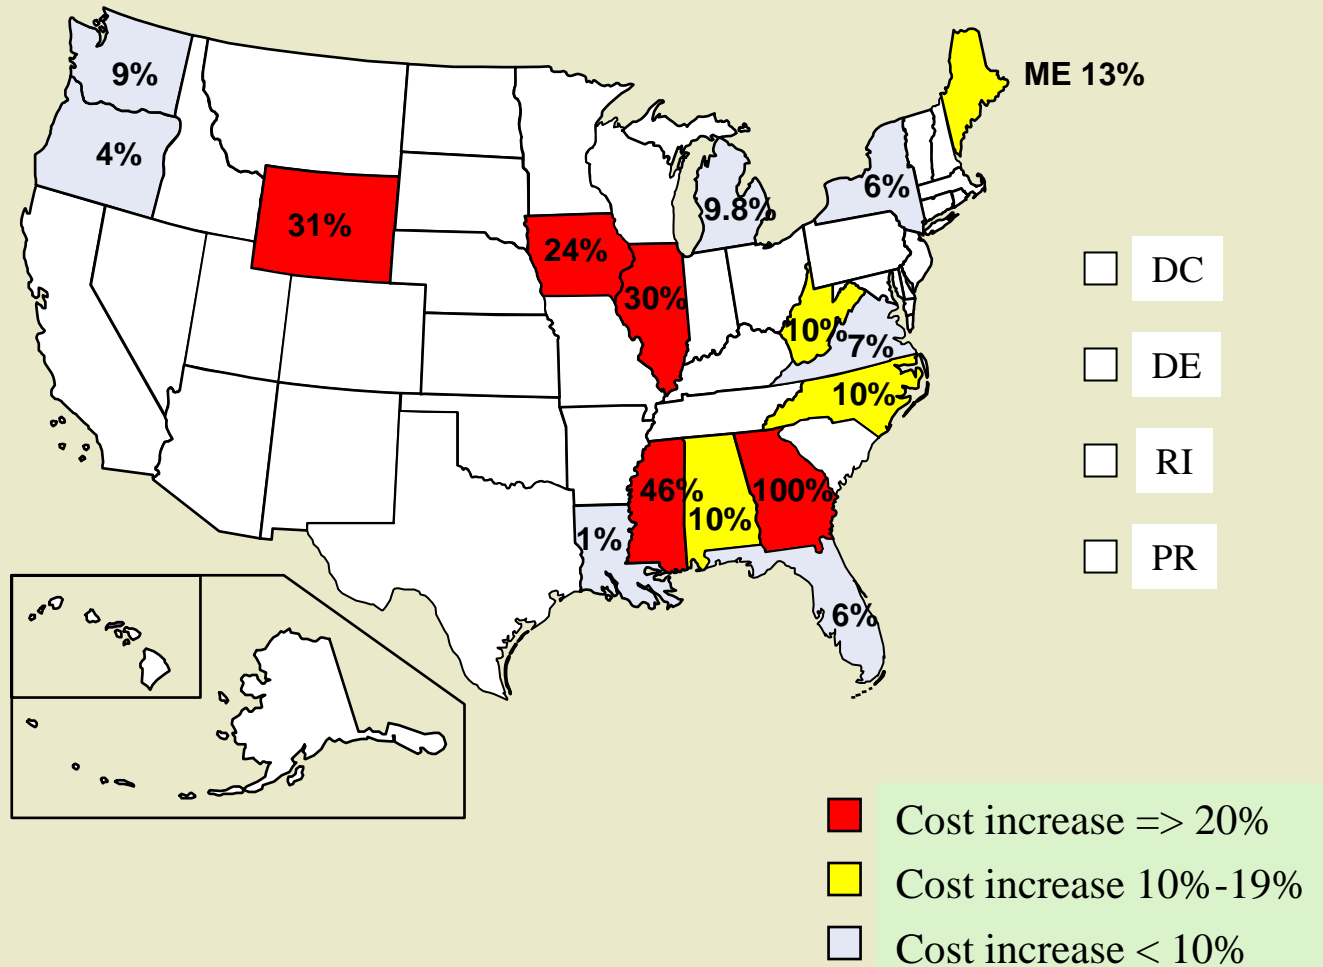 9%
ME 13%
4%
6%
9.8%
31%
24%
30%
10%
7%
10%
46%
10%
100%
1%
6%
DC
DE
RI
PR
Cost increase => 20%
Cost increase 10%-19%
Cost increase < 10%